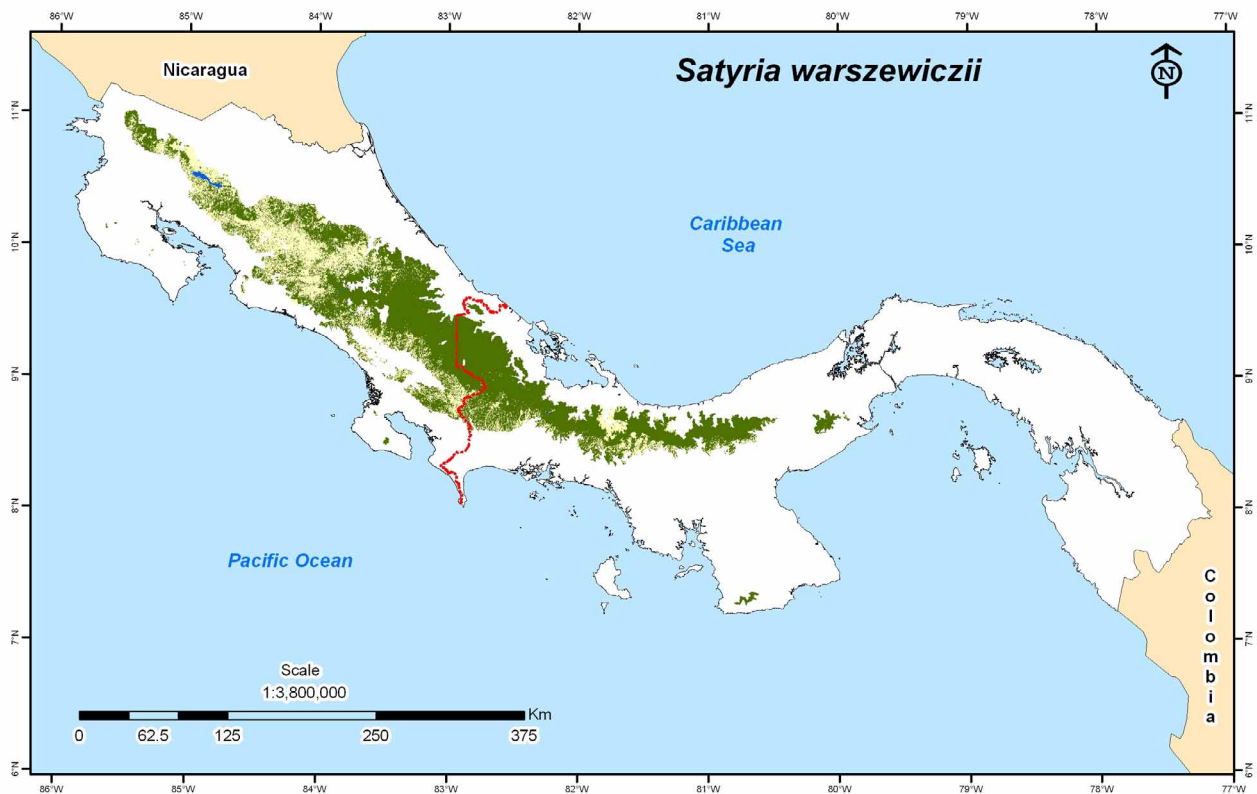 86°W 85°W 84°W 83°W 82°W 81°W 80°W 79°W 78°W 77°W
Nicaragua
Satyria warszewiczii
N
11°N 11°N
Caribbean
Sea
10°N 10°N
9°N 9°N
8°N 8°N
Pacific Ocean
Colombia
7°N 7°N
Scale
1:3,800,000
Km
0 62.5 125 250 375
6°N 6°N
86°W 85°W 84°W 83°W 82°W 81°W 80°W 79°W 78°W 77°W